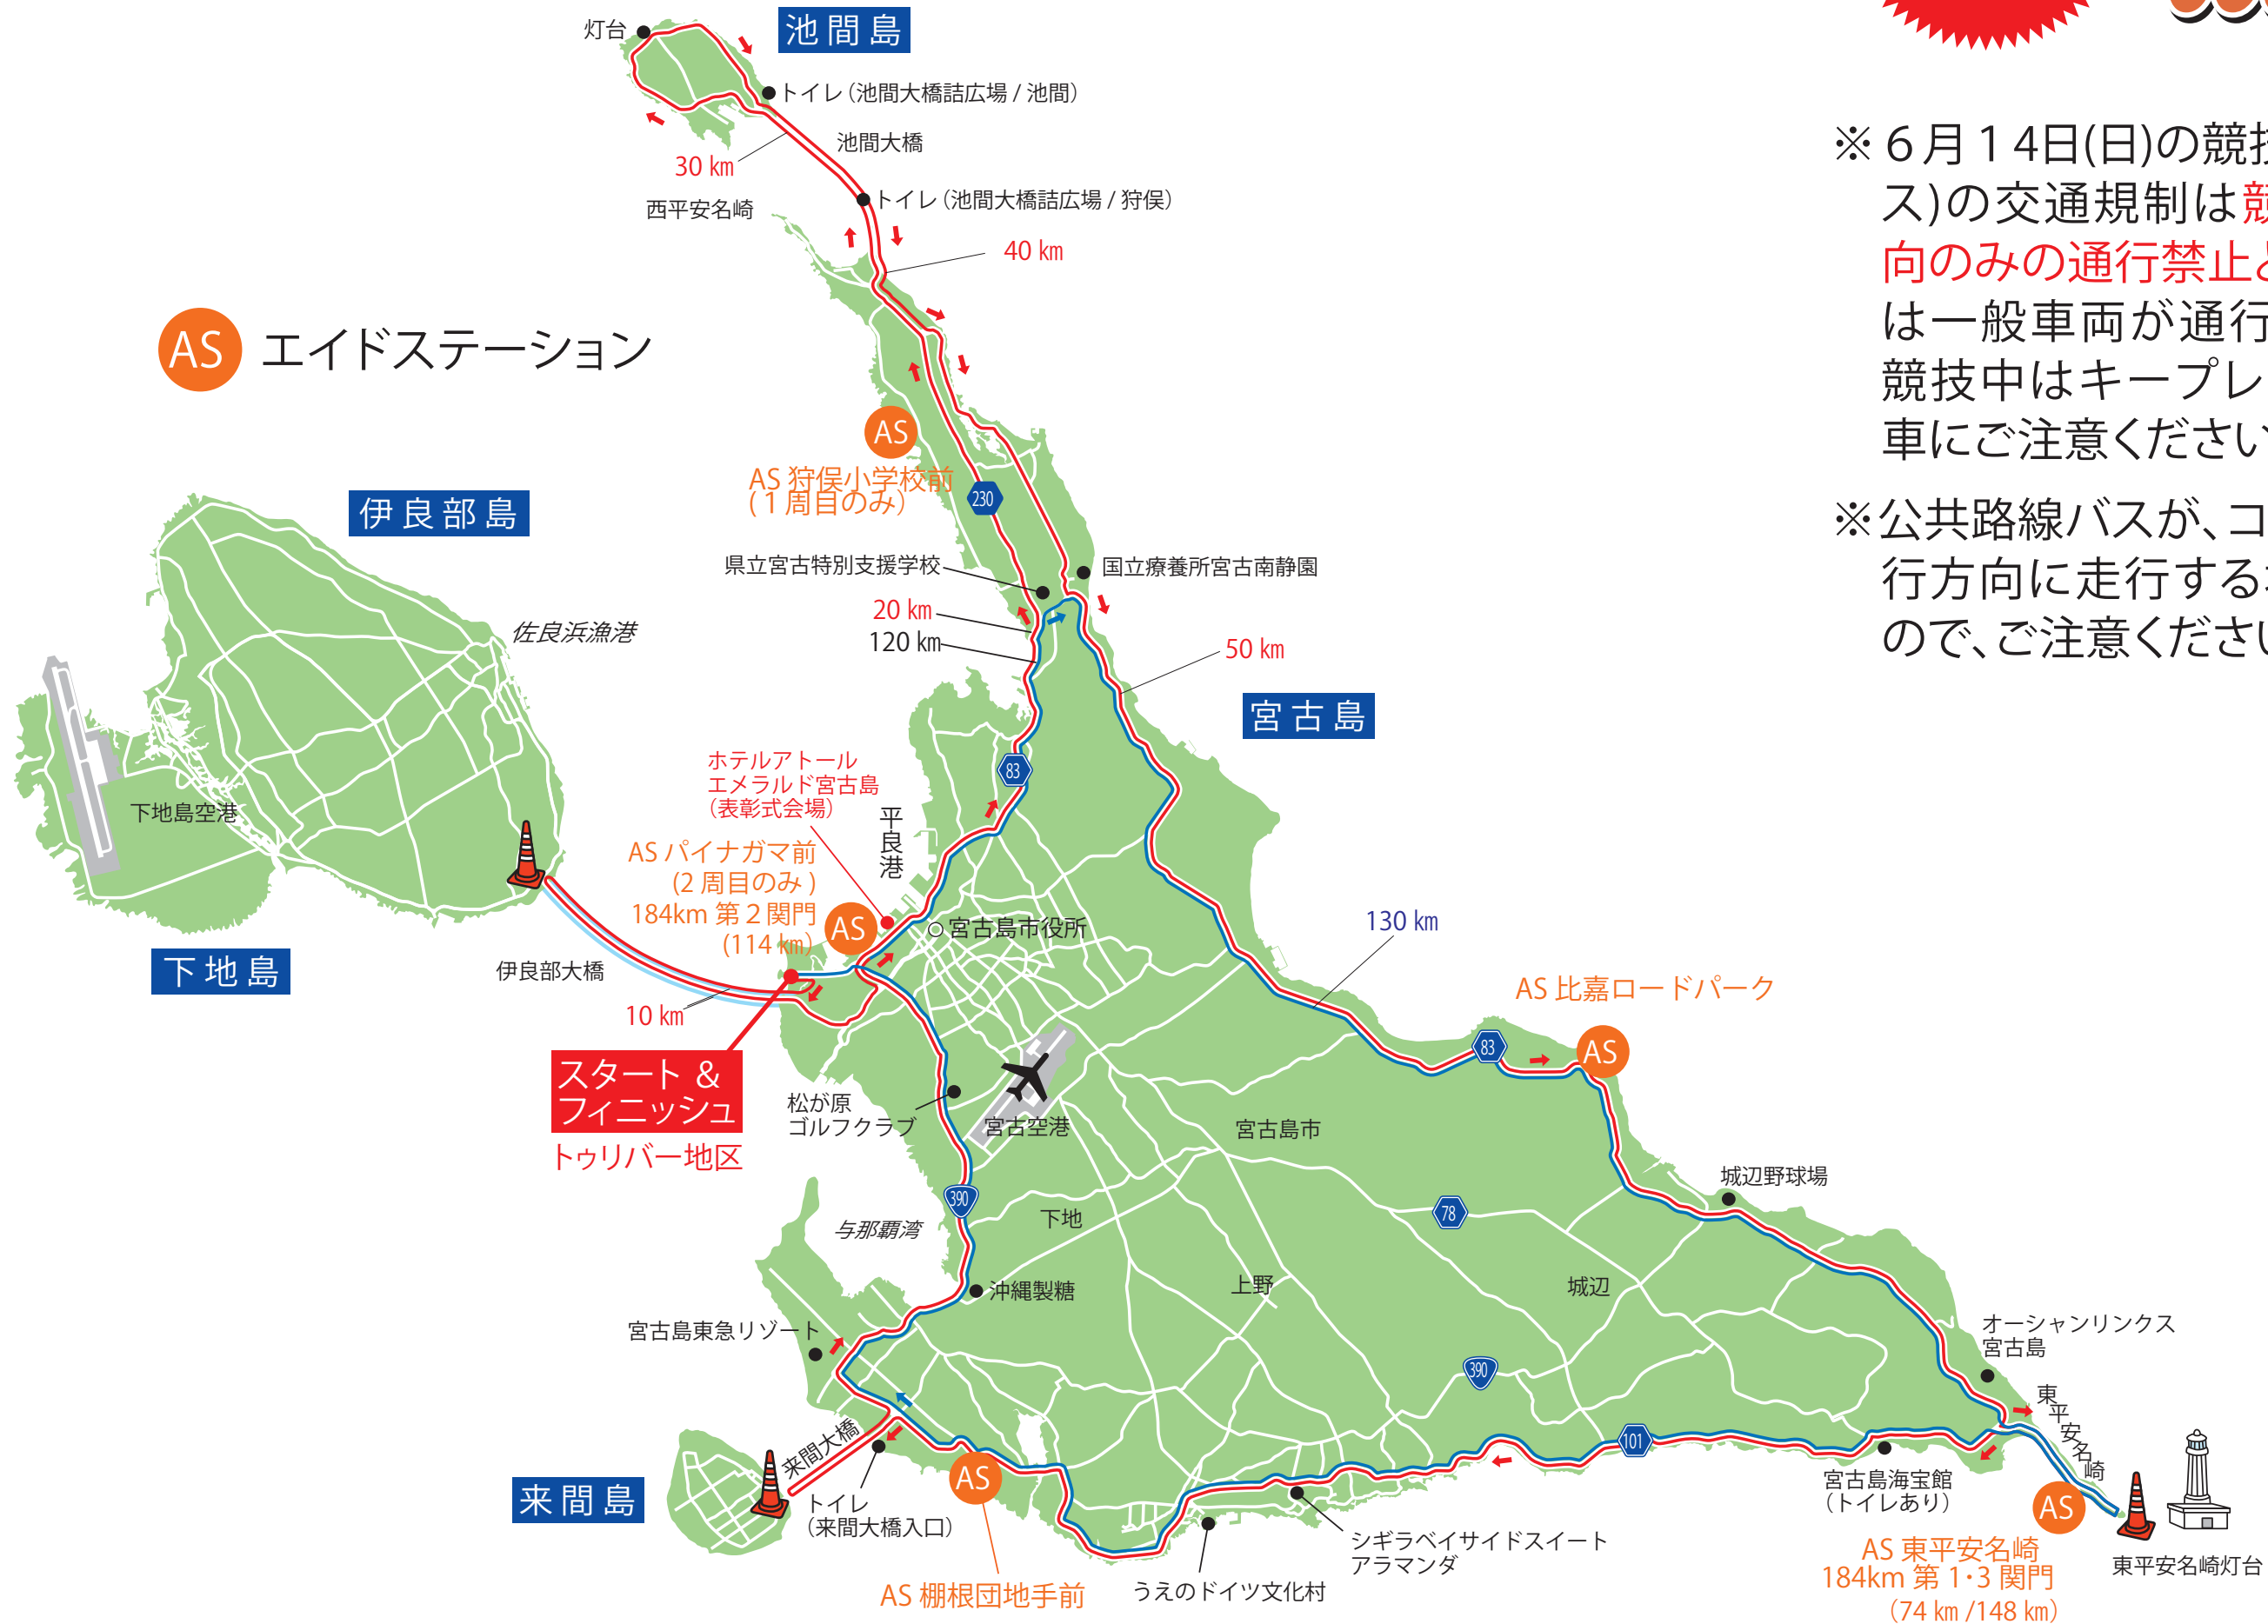 灯台
池間島
トイレ（池間大橋詰広場 / 池間）
池間大橋
30 km
トイレ（池間大橋詰広場 / 狩俣）
西平安名崎
40 km
AS エイドステーション
AS
AS 狩俣小学校前
(１周目のみ)
230
県立宮古特別支援学校
国立療養所宮古南静園
20 km
120 km
50 km
宮古島
※６月１４日(日)の競技
ス)の交通規制は競
向のみの通行禁止と
は一般車両が通行
競技中はキープレ
車にご注意ください
※公共路線バスが、コ
行方向に走行する
ので、ご注意ください
伊良部島
佐良浜漁港
下地島空港
下地島
伊良部大橋
10 km
83
ホテルアトール
エメラルド宮古島
（表彰式会場）
平良港
AS パイナガマ前
(2 周目のみ )
184km 第２関門
(114 km)
AS
宮古島市役所
130 km
AS 比嘉ロードパーク
83
AS
スタート &
フィニッシュ
トゥリバー地区
松が原
ゴルフクラブ
宮古空港
宮古島市
城辺野球場
390
下地
78
与那覇湾
沖縄製糖
上野
城辺
宮古島東急リゾート
オーシャンリンクス
宮古島
390
東平安名崎
101
来間大橋
来間島
トイレ
（来間大橋入口）
AS
AS 棚根団地手前
うえのドイツ文化村
シギラベイサイドスイート
アラマンダ
宮古島海宝館
（トイレあり）
AS
AS 東平安名崎
184km 第 1･3 関門
（74 km /148 km）
東平安名崎灯台